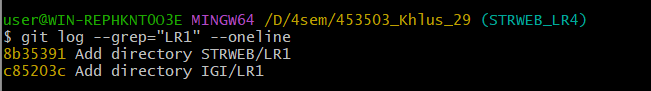 user@WIN-REPHKNT0O3E MINGW64 /D/4sem/453503_Khlus_29 (STRWEB_LR4)
$ git log --grep="LR1" --oneline
8b35391 Add directory STRWEB/LR1
c85203c Add directory IGI/LR1